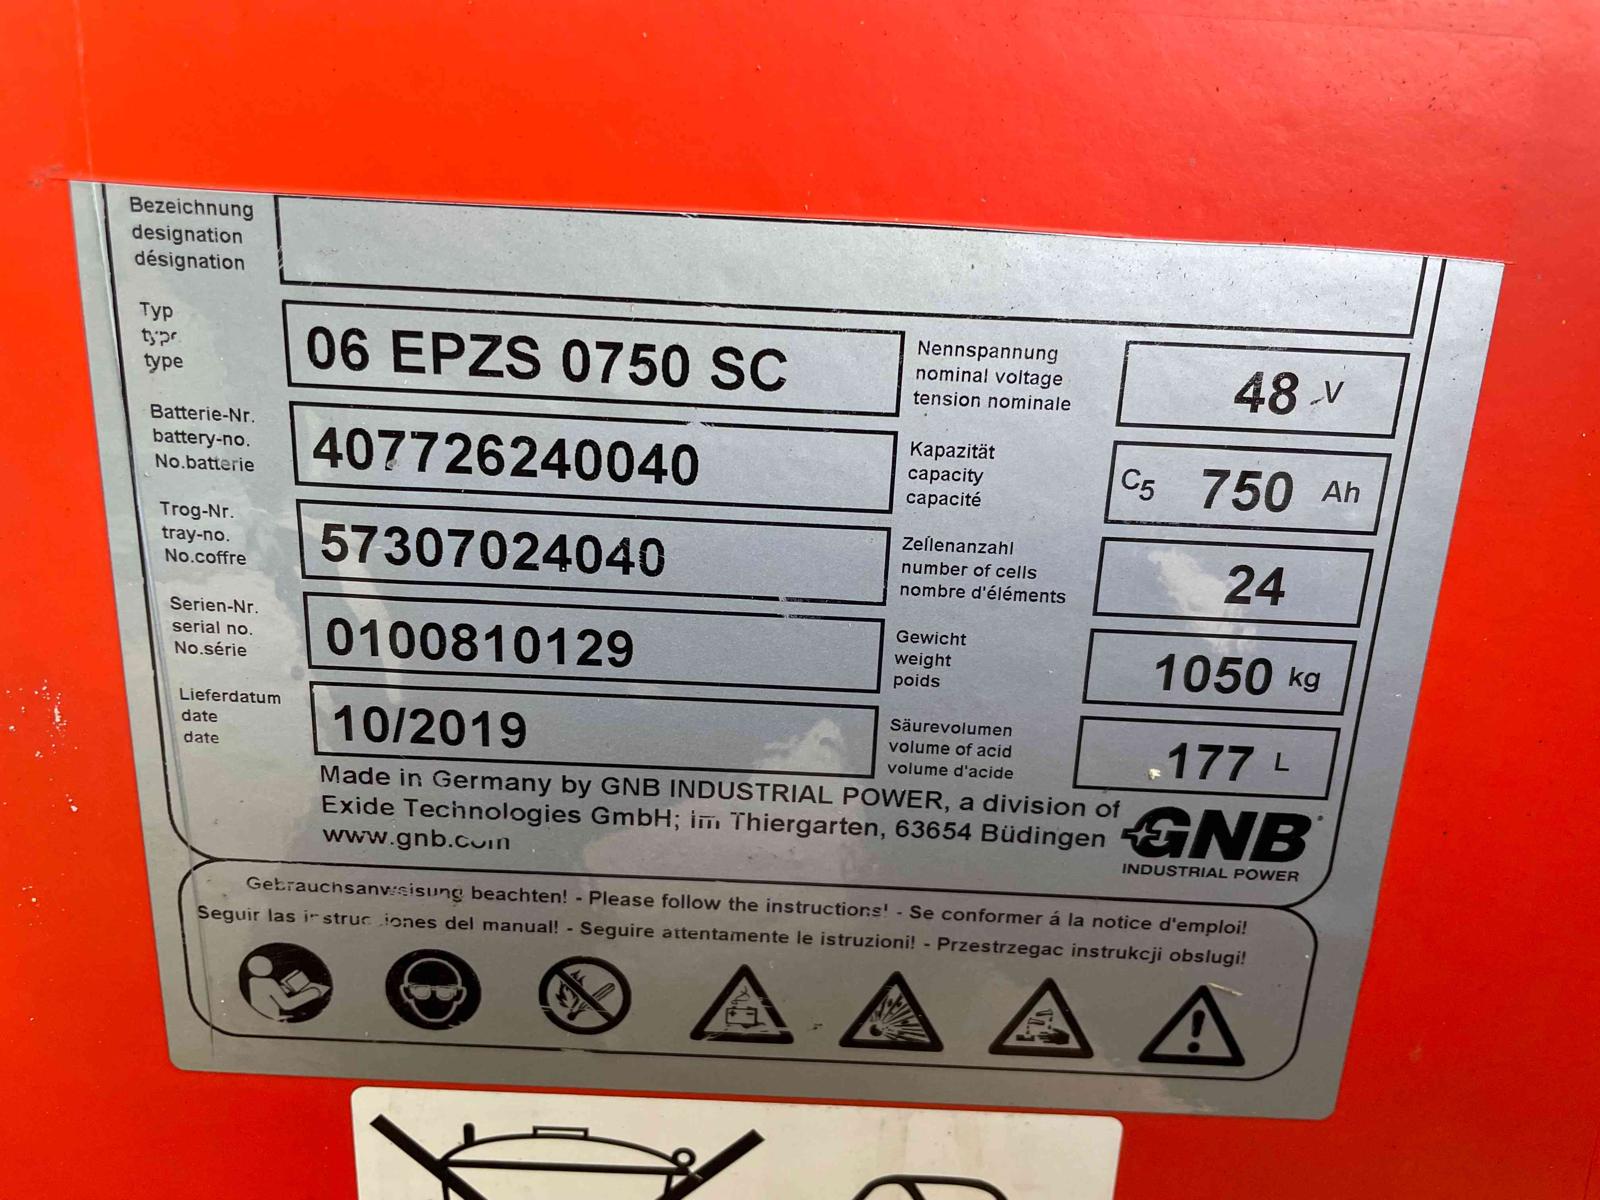 Bezeichnung
designation
désignation
Typ
type
type
06 EPZS 0750 SC
Batterie-Nr.
battery-no.
No.batterie
407726240040
Trog-Nr.
tray-no.
No.coffre
57307024040
Serien-Nr.
serial no.
No.série
0100810129
Lieferdatum
date
date
10/2019
Nennspannung
nominal voltage
tension nominale
48 V
Kapazität
capacity
capacité
C5 750 Ah
Zellenanzahl
number of cells
nombre d'éléments
24
Gewicht
weight
poids
1050 kg
Säurevolumen
volume of acid
volume d'acide
177 L
Made in Germany by GNB INDUSTRIAL POWER, a division of
Exide Technologies GmbH; im Thiergarten, 63654 Büdingen
www.gnb.com
GNB
INDUSTRIAL POWER
Gebrauchsanweisung beachten! - Please follow the instructions! - Se conformer á la notice d'emploi!
Seguir las instrucciones del manual! - Seguire attentamente le istruzioni! - Przestrzegac instrukcji obslugi!